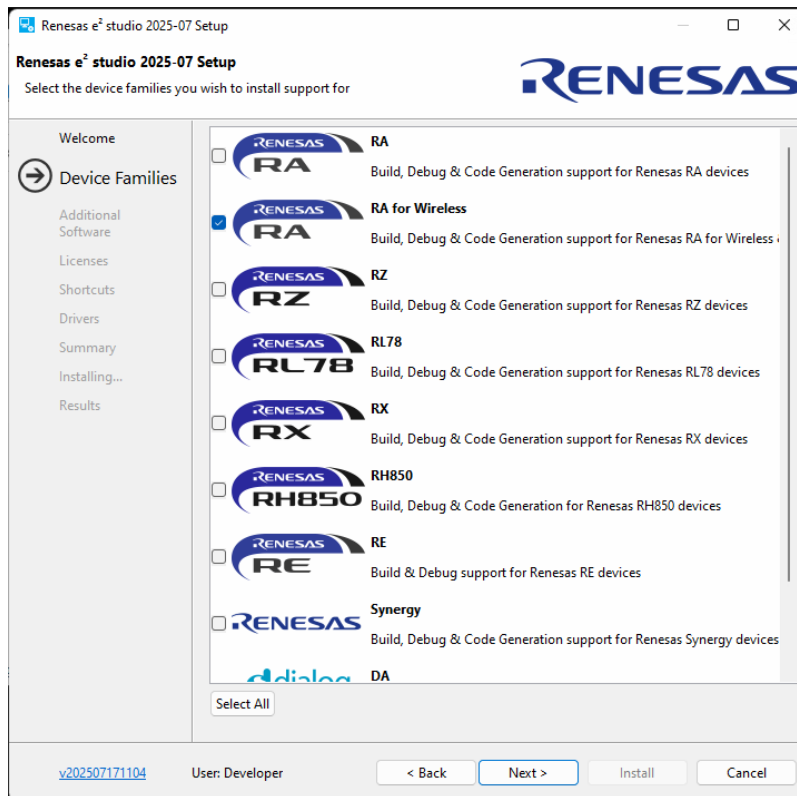 Renesas e² studio 2025-07 Setup
Renesas e² studio 2025-07 Setup
Select the device families you wish to install support for
RENESAS
Welcome
Device Families
Additional
Software
Licenses
Shortcuts
Drivers
Summary
Installing...
Results
RENESAS
RA
RA
Build, Debug & Code Generation support for Renesas RA devices
RENESAS
RA
RA for Wireless
Build, Debug & Code Generation support for Renesas RA for Wireless
RENESAS
RZ
RZ
Build, Debug & Code Generation support for Renesas RZ devices
RENESAS
RL78
RL78
Build, Debug & Code Generation support for Renesas RL78 devices
RENESAS
RX
RX
Build, Debug & Code Generation support for Renesas RX devices
RENESAS
RH850
RH850
Build, Debug & Code Generation for Renesas RH850 devices
RENESAS
RE
RE
Build & Debug support for Renesas RE devices
RENESAS
Synergy
Build, Debug & Code Generation support for Renesas Synergy devices
dialog
DA
Select All
v202507171104
User: Developer
< Back
Next >
Install
Cancel